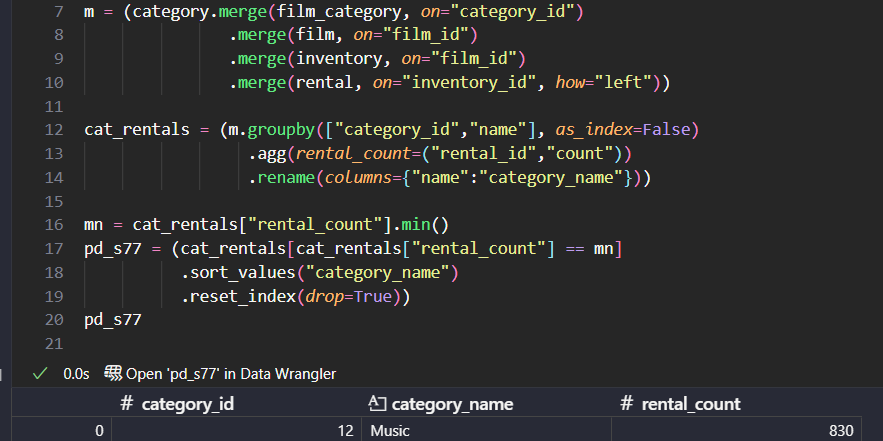 7 m = (category.merge(film_category, on="category_id")
8 .merge(film, on="film_id")
9 .merge(inventory, on="film_id")
10 .merge(rental, on="inventory_id", how="left"))
11
12 cat_rentals = (m.groupby(["category_id","name"], as_index=False)
13 .agg(rental_count=("rental_id","count"))
14 .rename(columns={"name":"category_name"}))
15
16 mn = cat_rentals["rental_count"].min()
17 pd_s77 = (cat_rentals[cat_rentals["rental_count"] == mn]
18 .sort_values("category_name")
19 .reset_index(drop=True))
20 pd_s77
21
0.0s Open 'pd_s77' in Data Wrangler
# category_id A category_name # rental_count
0 12 Music 830